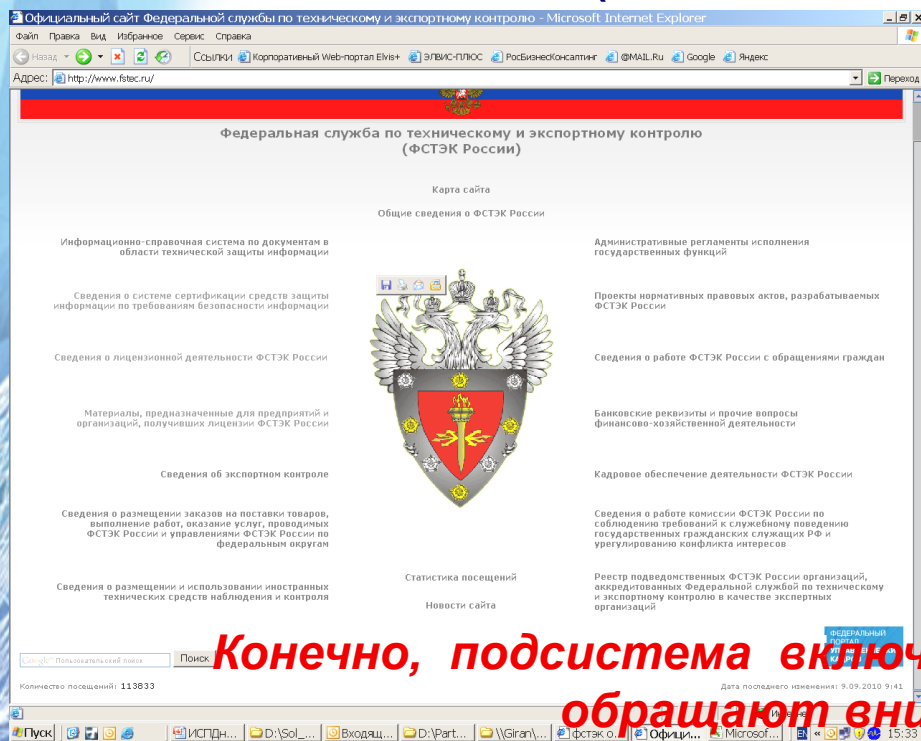 Официальный сайт Федеральной службы по техническому и экспортному контролю - Microsoft Internet Explorer
Файл Правка Вид Избранное Сервис Справка
Назад Ссылки Корпоративный Web-портал Elvis+ ЭЛВИС-ПЛЮС РосБизнесКонсалтинг @MAIL.Ru Google Яндекс
Адрес: http://www.fstec.ru/ Переход
Федеральная служба по техническому и экспортному контролю
(ФСТЭК России)
Карта сайта
Общие сведения о ФСТЭК России
Информационно-справочная система по документам в
области технической защиты информации
Сведения о системе сертификации средств защиты
информации по требованиям безопасности информации
Сведения о лицензионной деятельности ФСТЭК России
Материалы, предназначенные для предприятий и
организаций, получивших лицензии ФСТЭК России
Сведения об экспортном контроле
Сведения о размещении заказов на поставки товаров,
выполнение работ, оказание услуг, проводимых
ФСТЭК России и управлениями ФСТЭК России по
федеральным округам
Сведения о размещении и использовании иностранных
технических средств наблюдения и контроля
Административные регламенты исполнения
государственных функций
Проекты нормативных правовых актов, разрабатываемых
ФСТЭК России
Сведения о работе ФСТЭК России с обращениями граждан
Банковские реквизиты и прочие вопросы
финансово-хозяйственной деятельности
Кадровое обеспечение деятельности ФСТЭК России
Сведения о работе комиссии ФСТЭК России по
соблюдению требований к служебному поведению
государственных гражданских служащих РФ и
урегулированию конфликта интересов
Реестр подведомственных ФСТЭК России организаций,
аккредитованных Федеральной службой по техническому
и экспортному контролю в качестве экспертных
организаций
Статистика посещений
Новости сайта
ФЕДЕРАЛЬНЫЙ
ПОРТАЛ
Google Пользовательский поиск Поиск
Конечно, подсистема включ
Количество посещений: 113833
Дата последнего изменения: 9.09.2010 9:41
обращают вни
Пуск ИСПДн... D:\Sol_... Входящ... D:\Part... \\Giran\... фстэк о... Офици... Microsof... EN 15:33